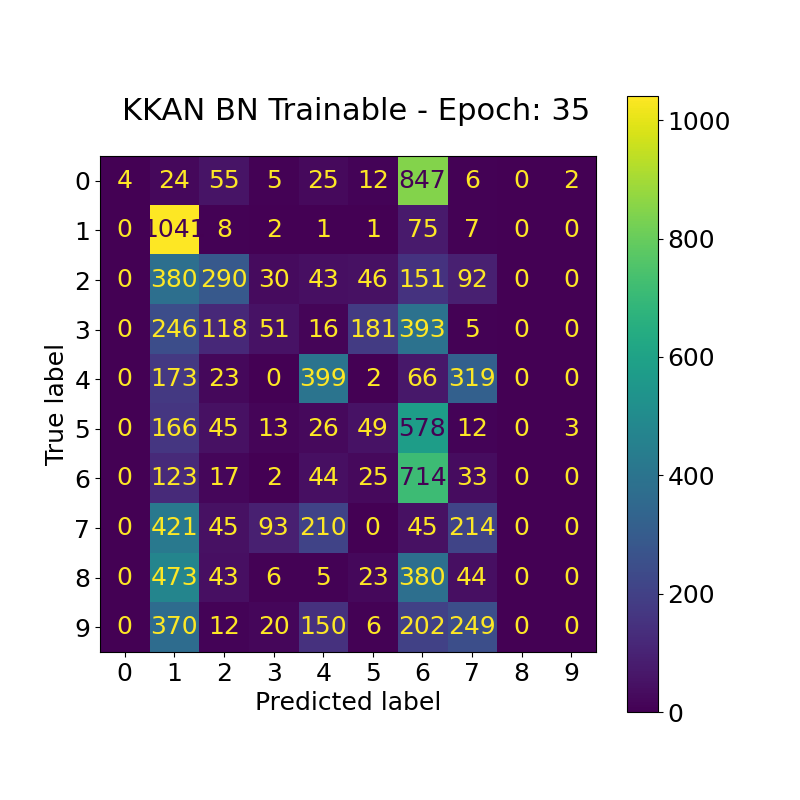 KKAN BN Trainable - Epoch: 35
1000
0 4 24 55 5 25 12 847 6 0 2
1 0 1041 8 2 1 1 75 7 0 0
800
2 0 380 290 30 43 46 151 92 0 0
3 0 246 118 51 16 181 393 5 0 0
600
4 0 173 23 0 399 2 66 319 0 0
True label
5 0 166 45 13 26 49 578 12 0 3
400
6 0 123 17 2 44 25 714 33 0 0
7 0 421 45 93 210 0 45 214 0 0
8 0 473 43 6 5 23 380 44 0 0
200
9 0 370 12 20 150 6 202 249 0 0
0 1 2 3 4 5 6 7 8 9
Predicted label
0